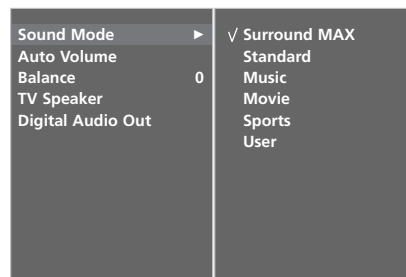 Sound Mode ►
Auto Volume
Balance 0
TV Speaker
Digital Audio Out
√ Surround MAX
Standard
Music
Movie
Sports
User